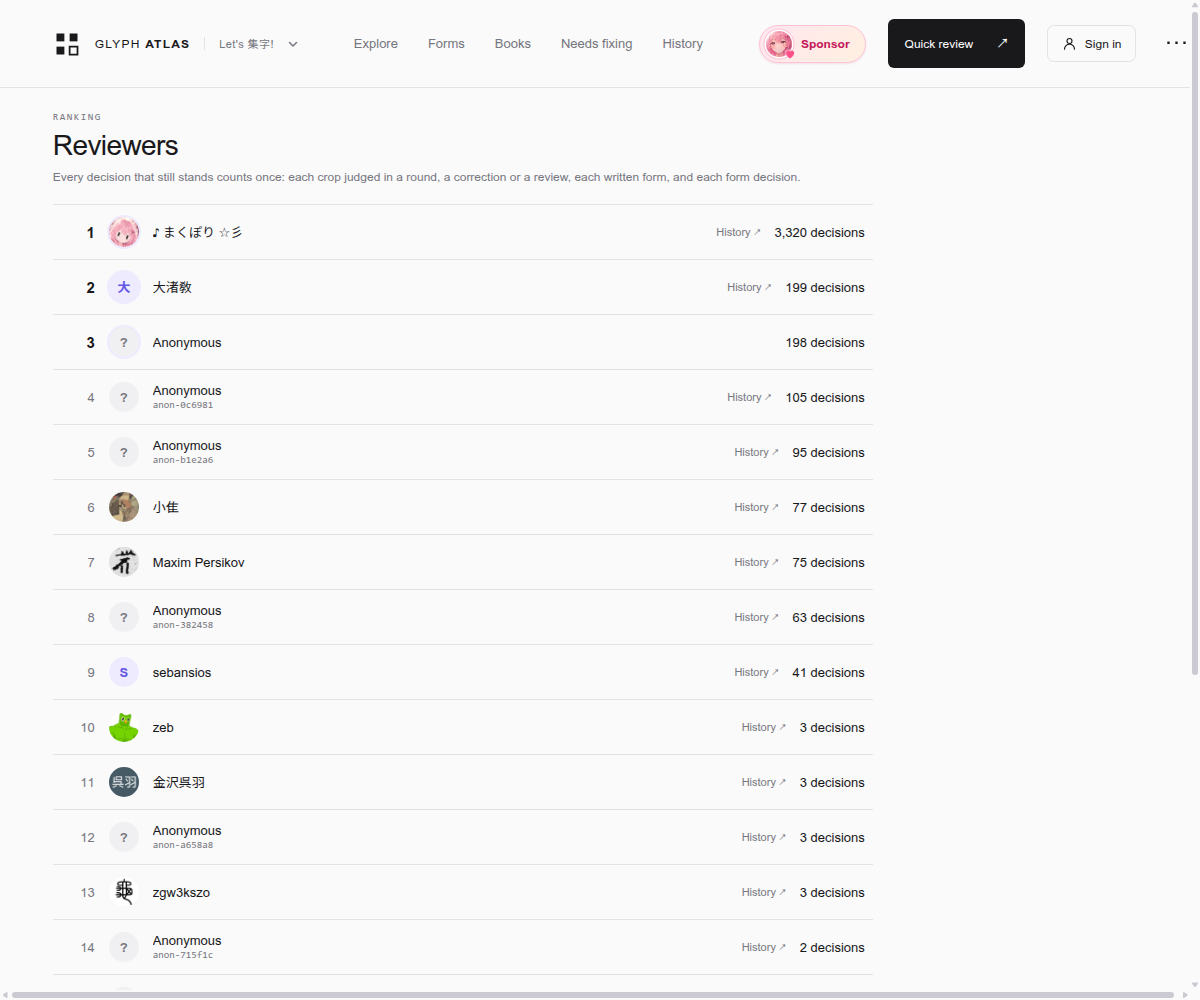 GLYPH ATLAS Let's 集字! Explore Forms Books Needs fixing History Sponsor Quick review ↗ Sign in ···
RANKING
Reviewers
Every decision that still stands counts once: each crop judged in a round, a correction or a review, each written form, and each form decision.
1 ♪ まくぽり ☆彡 History ↗ 3,320 decisions
2 大 大渚敎 History ↗ 199 decisions
3 ? Anonymous 198 decisions
4 ? Anonymous History ↗ 105 decisions
anon-0c6981
5 ? Anonymous History ↗ 95 decisions
anon-b1e2a6
6 小隹 History ↗ 77 decisions
7 Maxim Persikov History ↗ 75 decisions
8 ? Anonymous History ↗ 63 decisions
anon-382458
9 S sebansios History ↗ 41 decisions
10 zeb History ↗ 3 decisions
11 呉羽 金沢呉羽 History ↗ 3 decisions
12 ? Anonymous History ↗ 3 decisions
anon-a658a8
13 zgw3kszo History ↗ 3 decisions
14 ? Anonymous History ↗ 2 decisions
anon-715f1c